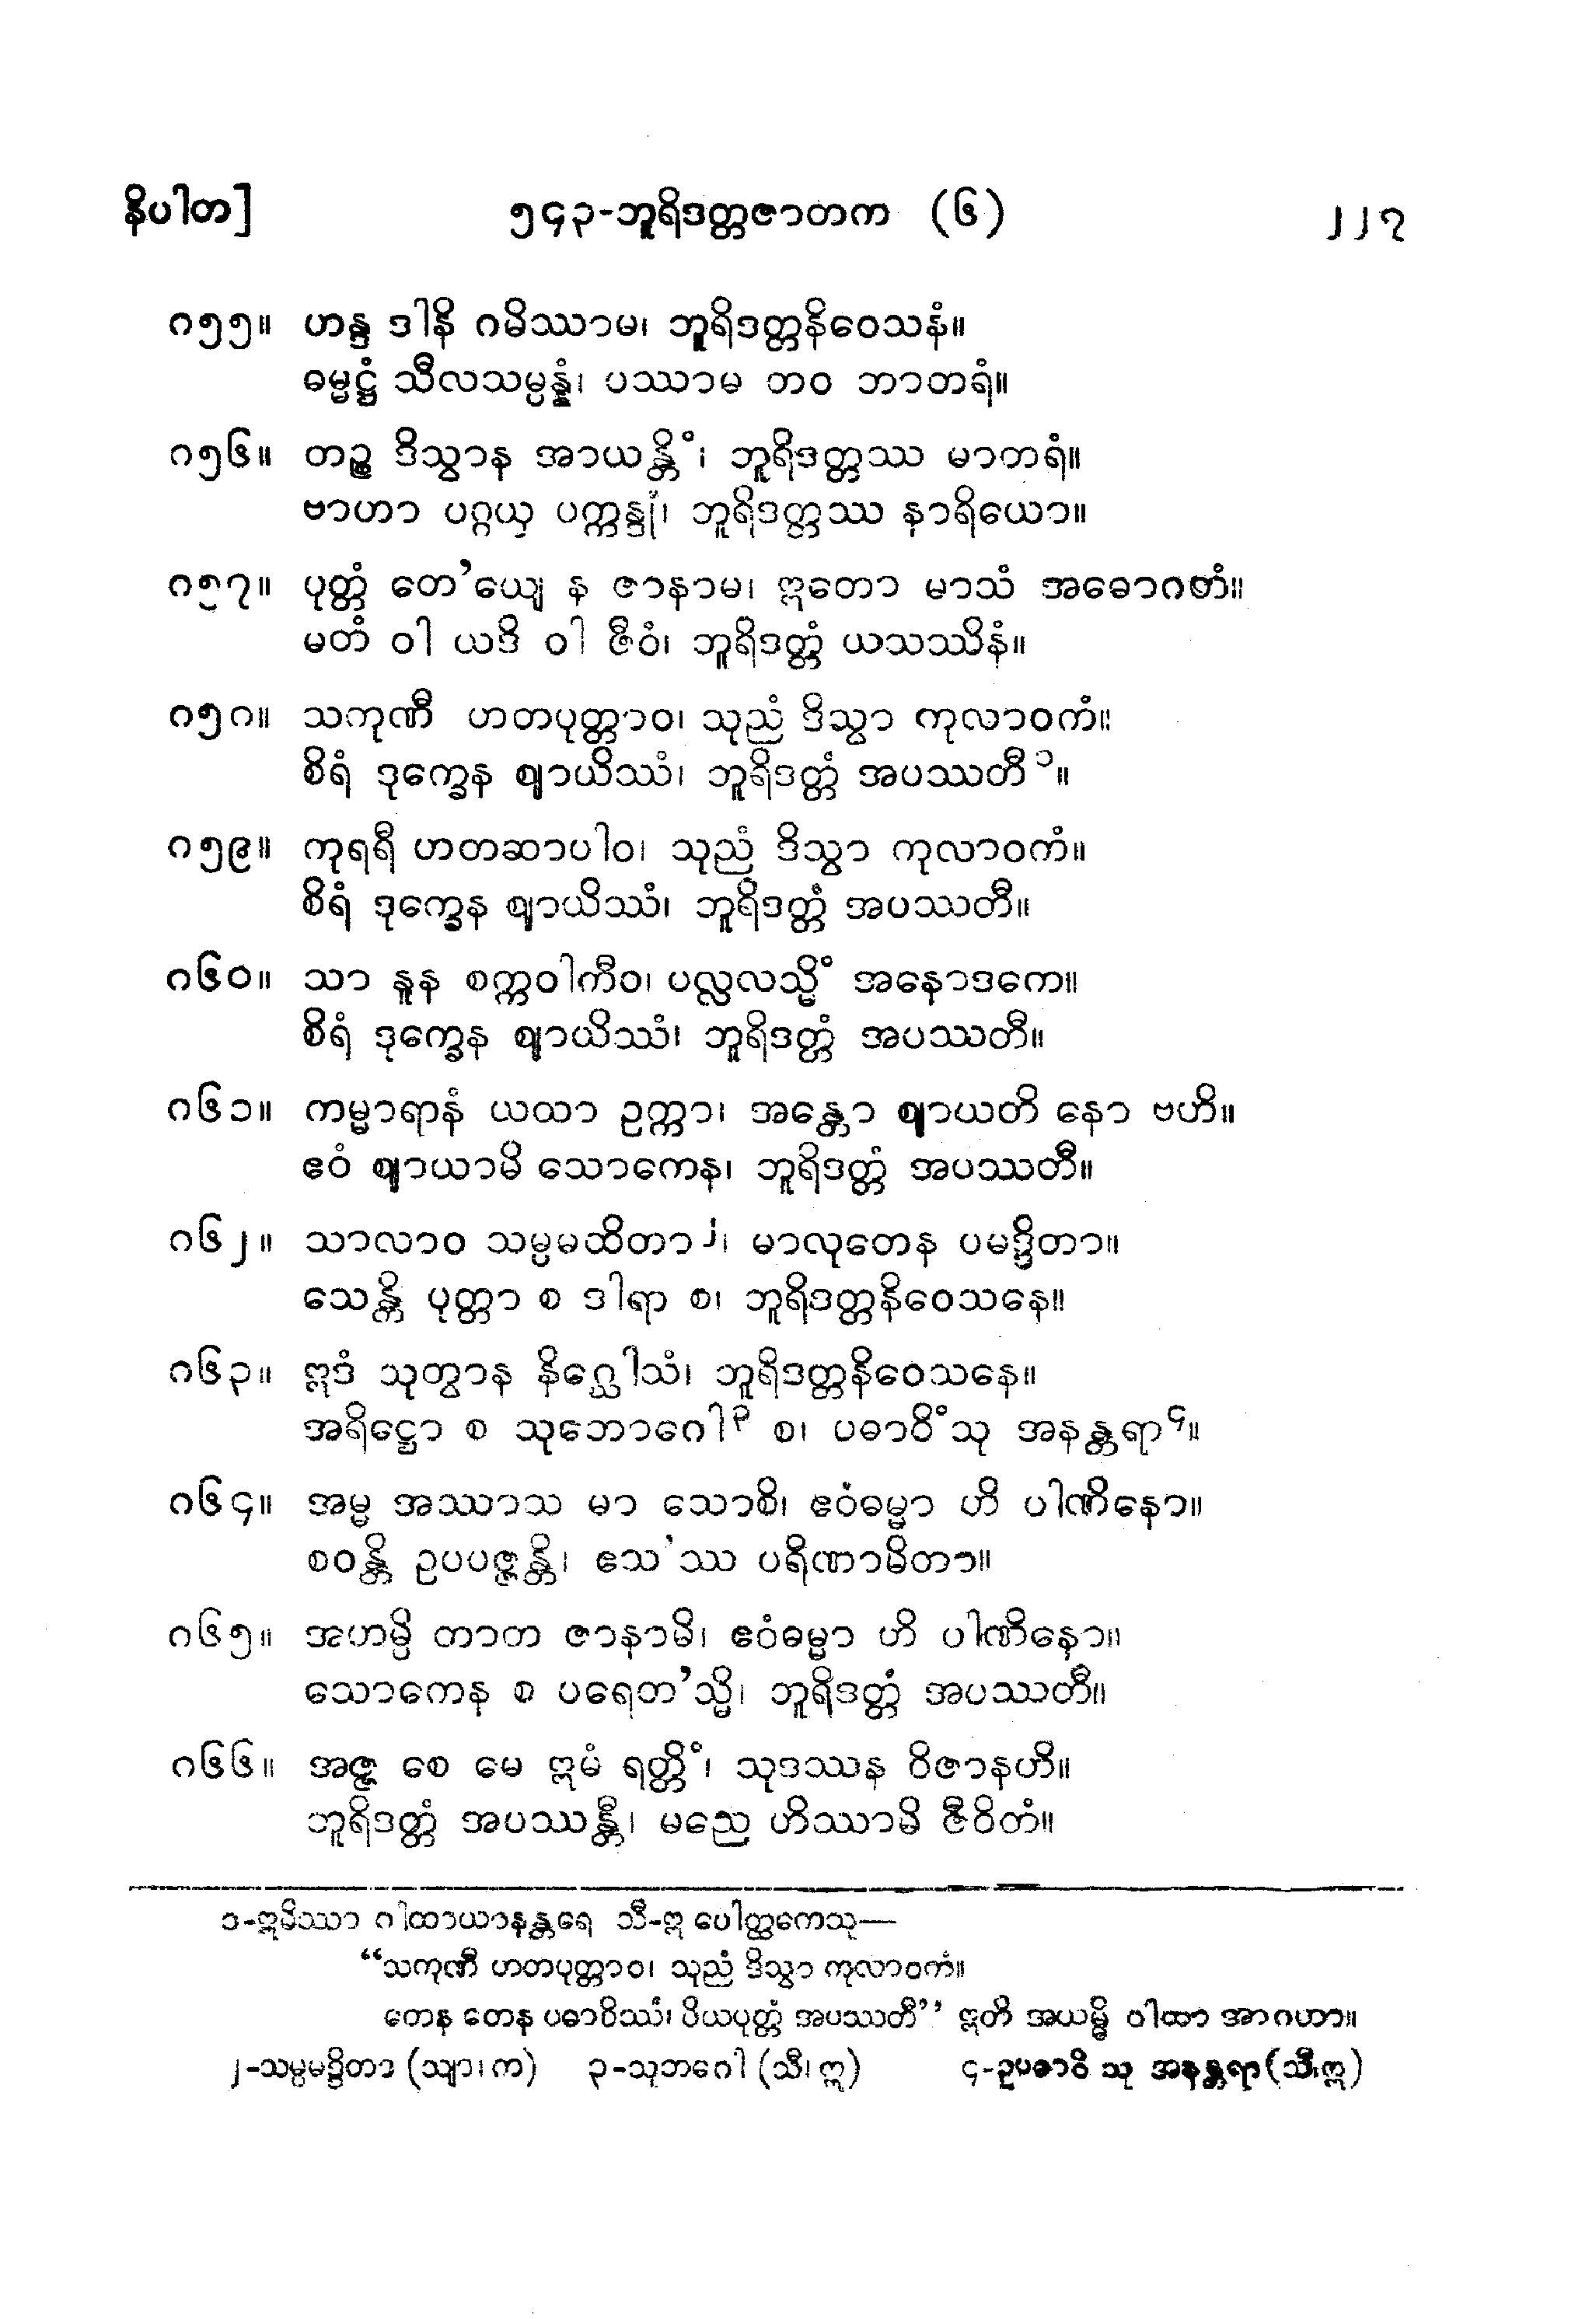 နိပါတ]	၅၄၃-ဘူရိဒတ္တဇာတက (၆)	၂၂၇
၈၅၅။ ဟန္ဒ ဒါနိ ဂမိဿာမ၊ ဘူရိဒတ္တနိဝေသနံ။
ဓမ္မဋ္ဌံ သီလသမ္ပန္နံ၊ ပဿာမ တဝ ဘာတရံ။
၈၅၆။ တဉ္စ ဒိသွာန အာယန္တိံ၊ ဘူရိဒတ္တဿ မာတရံ။
ဗာဟာ ပဂ္ဂယှ ပက္ကန္ဒုံ၊ ဘူရိဒတ္တဿ နာရိယော။
၈၅၇။ ပုတ္တံ တေ’ယျေ န ဇာနာမ၊ ဣတော မာသံ အဓောဂတံ။
မတံ ဝါ ယဒိ ဝါ ဇီဝံ၊ ဘူရိဒတ္တံ ယသဿိနံ။
၈၅၈။ သကုဏီ ဟတပုတ္တာဝ၊ သုညံ ဒိသွာ ကုလာဝကံ။
စိရံ ဒုက္ခေန ဈာယိဿံ၊ ဘူရိဒတ္တံ အပဿတီ ၁။
၈၅၉။ ကုရရီ ဟတဆာပါဝ၊ သုညံ ဒိသွာ ကုလာဝကံ။
စိရံ ဒုက္ခေန ဈာယိဿံ၊ ဘူရိဒတ္တံ အပဿတီ။
၈၆၀။ သာ နူန စက္ကဝါကီဝ၊ ပလ္လလသ္မိံ အနောဒကေ။
စိရံ ဒုက္ခေန ဈာယိဿံ၊ ဘူရိဒတ္တံ အပဿတီ။
၈၆၁။ ကမ္မာရာနံ ယထာ ဥက္ကာ၊ အန္တော ဈာယတိ နော ဗဟိ။
ဧဝံ ဈာယာမိ သောကေန၊ ဘူရိဒတ္တံ အပဿတီ။
၈၆၂။ သာလာဝ သမ္ပမထိတာ ၂၊ မာလုတေန ပမဒ္ဒိတာ။
သေန္တိ ပုတ္တာ စ ဒါရာ စ၊ ဘူရိဒတ္တနိဝေသနေ။
၈၆၃။ ဣဒံ သုတွာန နိဂ္ဃေါသံ၊ ဘူရိဒတ္တနိဝေသနေ။
အရိဋ္ဌော စ သုဘောဂေါ ၃ စ၊ ပဓာဝိံသု အနန္တရာ ၄။
၈၆၄။ အမ္မ အဿာသ မာ သောစိ၊ ဧဝံဓမ္မာ ဟိ ပါဏိနော။
စဝန္တိ ဥပပဇ္ဇန္တိ၊ ဧသ’ဿ ပရိဏာမိတာ။
၈၆၅။ အဟမ္ပိ တာတ ဇာနာမိ၊ ဧဝံဓမ္မာ ဟိ ပါဏိနော။
သောကေန စ ပရေတ’သ္မိ၊ ဘူရိဒတ္တံ အပဿတီ။
၈၆၆။ အဇ္ဇ စေ မေ ဣမံ ရတ္တိံ၊ သုဒဿန ဝိဇာနဟိ။
ဘူရိဒတ္တံ အပဿန္တီ၊ မညေ ဟိဿာမိ ဇီဝိတံ။
၁-ဣမိဿာ ဂါထာယာနန္တရေ သီ-ဣ ပေါတ္ထကေသု—
“သကုဏီ ဟတပုတ္တာဝ၊ သုညံ ဒိသွာ ကုလာဝကံ။
တေန တေန ပဓာဝိဿံ၊ ပိယပုတ္တံ အပဿတီ’’ ဣတိ အယမ္ပိ ဂါထာ အာဂတာ။
၂-သမ္ပမဒ္ဒိတာ (သျာ၊ က)	၃-သုဘဂေါ (သီ၊ ဣ)	၄-ဥပဓာဝိ သု အနန္တရာ (သီ၊ ဣ)